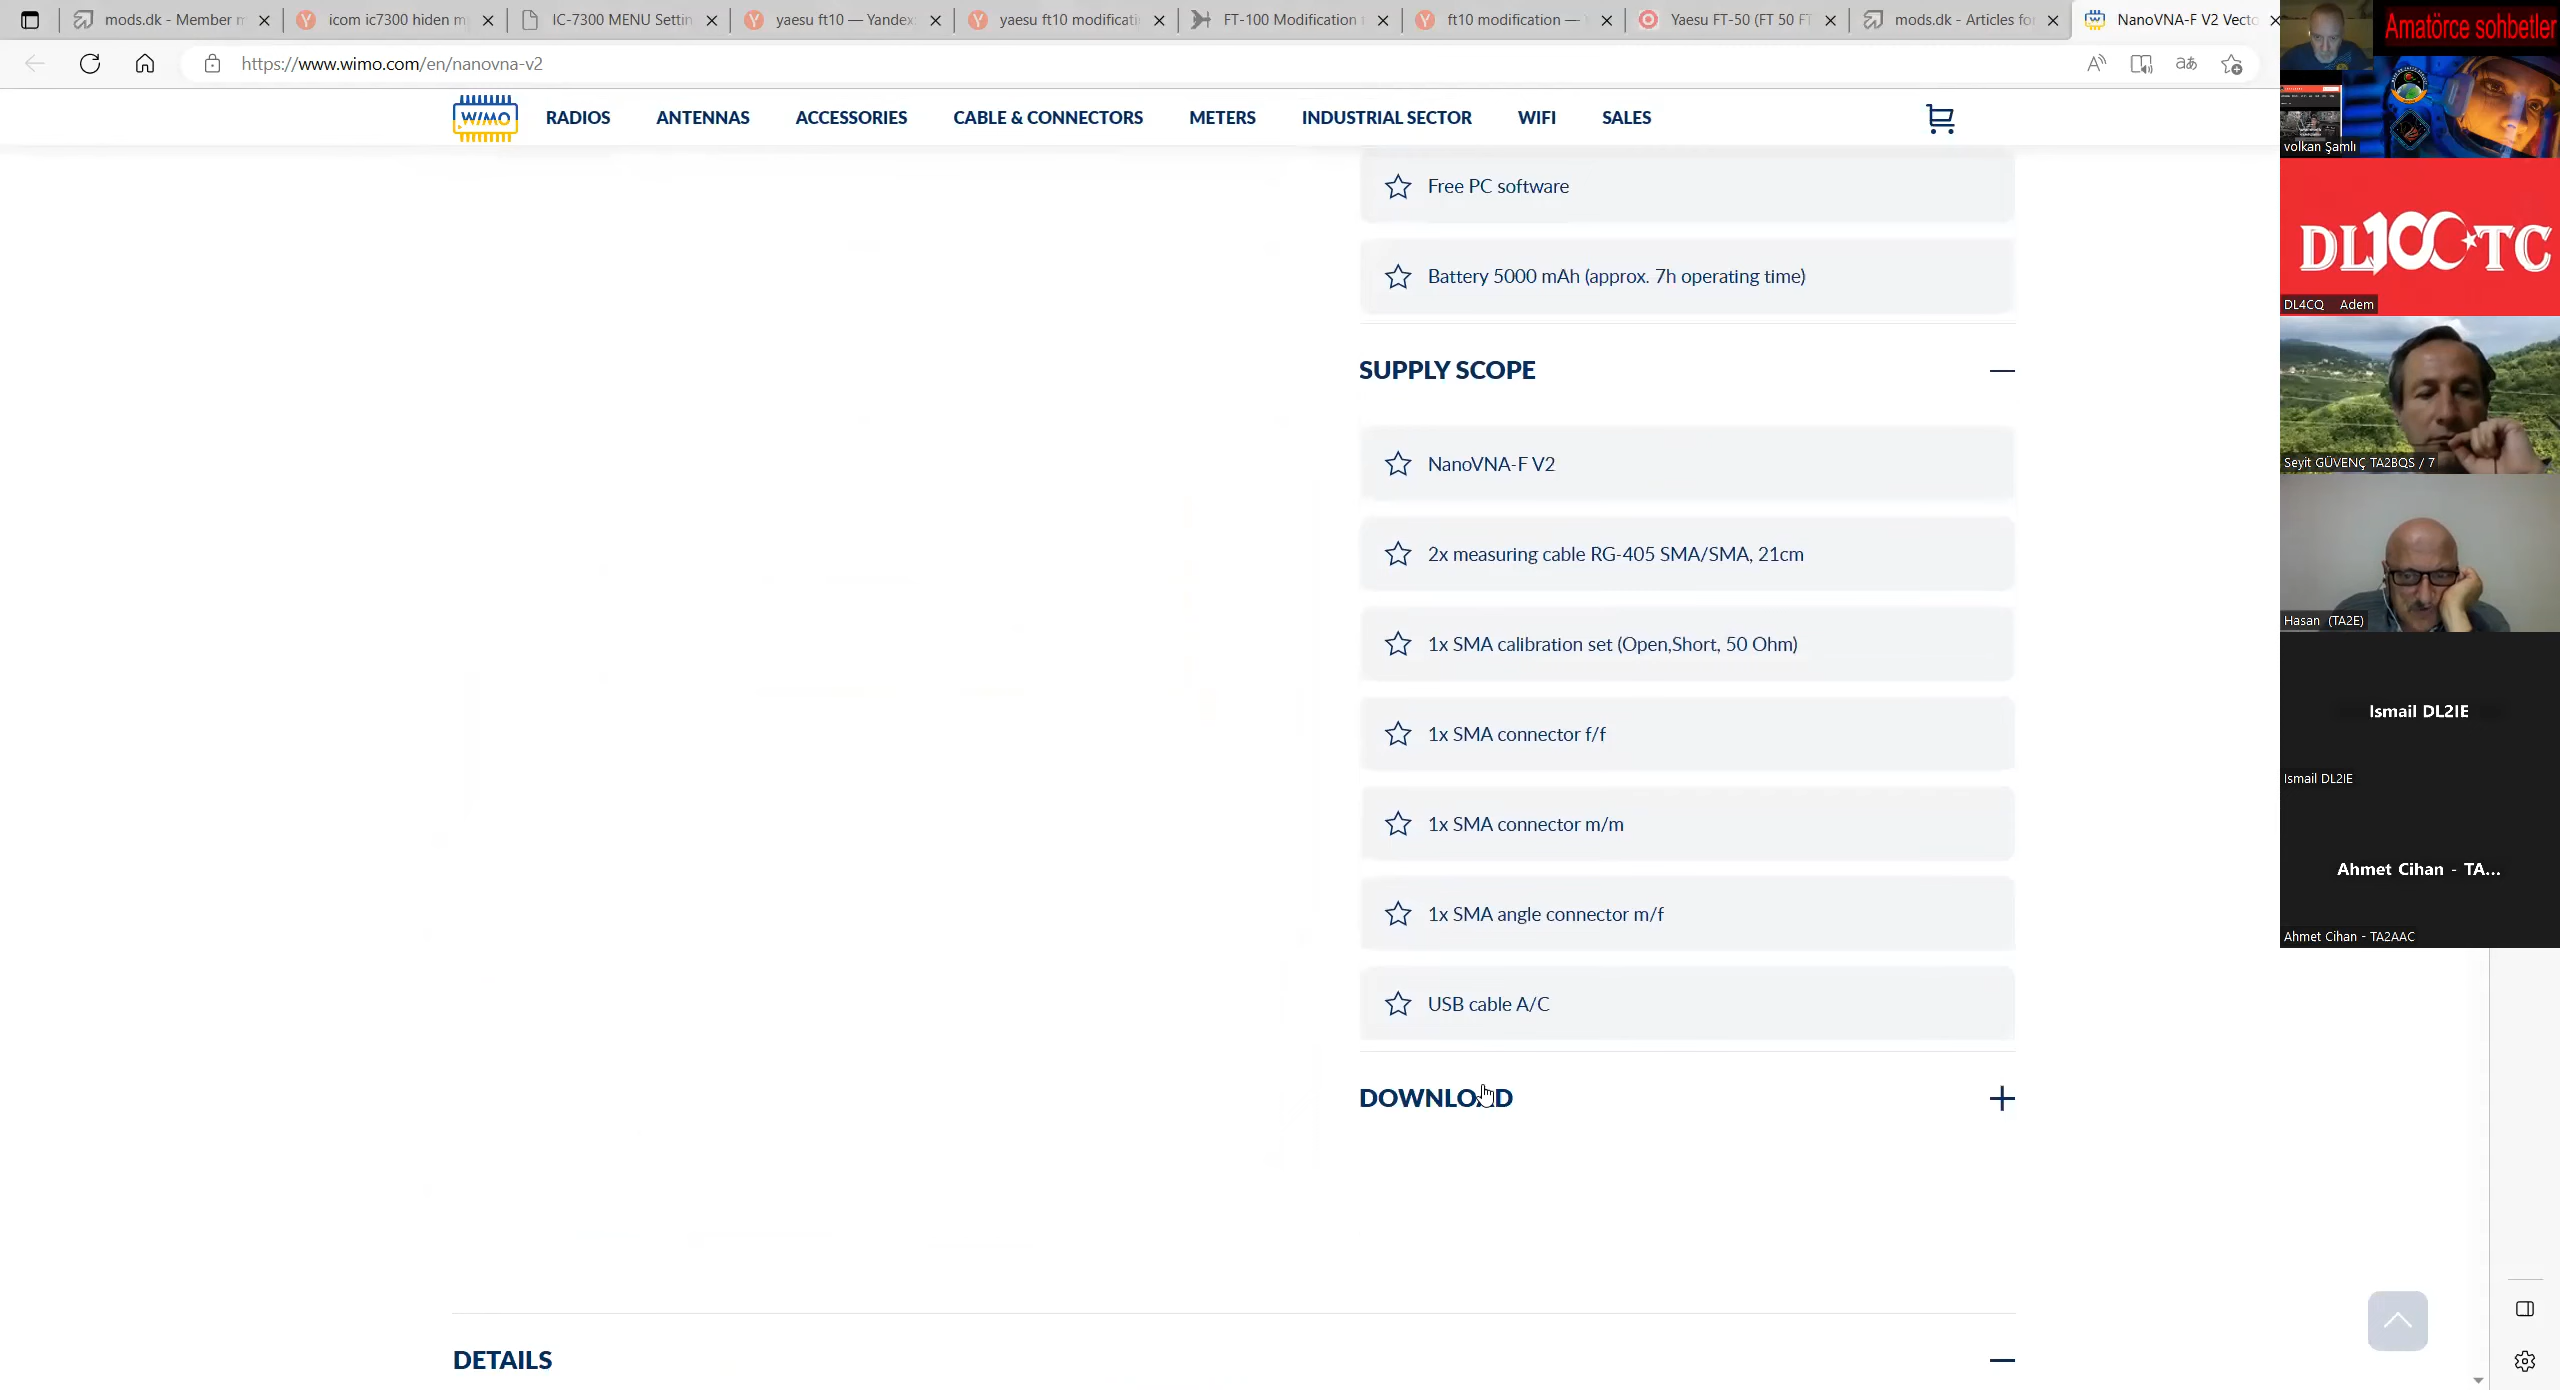 mods.dk - Member m
icom ic7300 hiden m
IC-7300 MENU Settin
yaesu ft10 — Yandex
yaesu ft10 modificati
FT-100 Modification
ft10 modification —
Yaesu FT-50 (FT 50 FT
mods.dk - Articles for
NanoVNA-F V2 Vecto
https://www.wimo.com/en/nanovna-v2
WIMO
RADIOS
ANTENNAS
ACCESSORIES
CABLE & CONNECTORS
METERS
INDUSTRIAL SECTOR
WIFI
SALES
Free PC software
Battery 5000 mAh (approx. 7h operating time)
SUPPLY SCOPE
NanoVNA-F V2
2x measuring cable RG-405 SMA/SMA, 21cm
1x SMA calibration set (Open,Short, 50 Ohm)
1x SMA connector f/f
1x SMA connector m/m
1x SMA angle connector m/f
USB cable A/C
DOWNLOAD
DETAILS
Amatörce sohbetler
volkan Şamlı
DL100TC
DL4CQ Adem
Seyit GÜVENÇ TA2BQS / 7
Hasan (TA2E)
Ismail DL2IE
Ismail DL2IE
Ahmet Cihan - TA...
Ahmet Cihan - TA2AAC